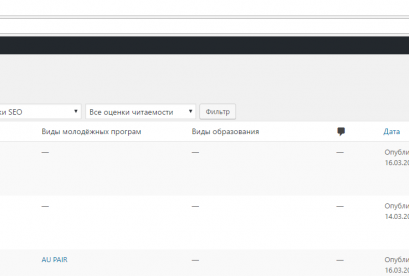 ки SEO Все оценки читаемости Фильтр
Виды молодёжных програм Виды образования Дата
— — — Опубли
16.03.20
— — — Опубли
14.03.20
AU PAIR — — Опубли
16.03.20